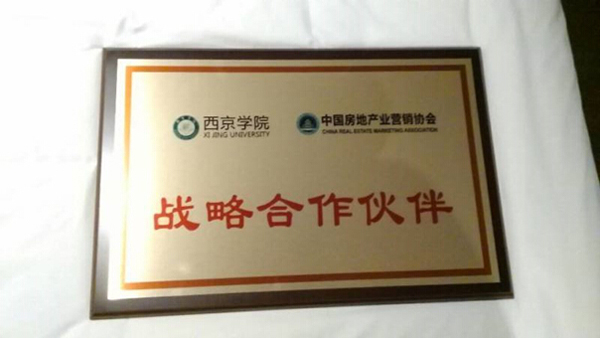 西京学院
XI JING UNIVERSITY
中国房地产业营销协会
CHINA REAL ESTATE MARKETING ASSOCIATION
战略合作伙伴